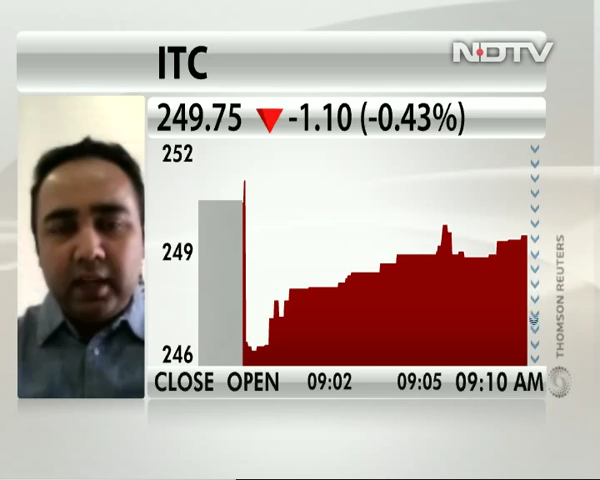 ITC
NDTV
249.75 ▼ -1.10 (-0.43%)
252
249
246
CLOSE OPEN 09:02 09:05 09:10 AM
THOMSON REUTERS